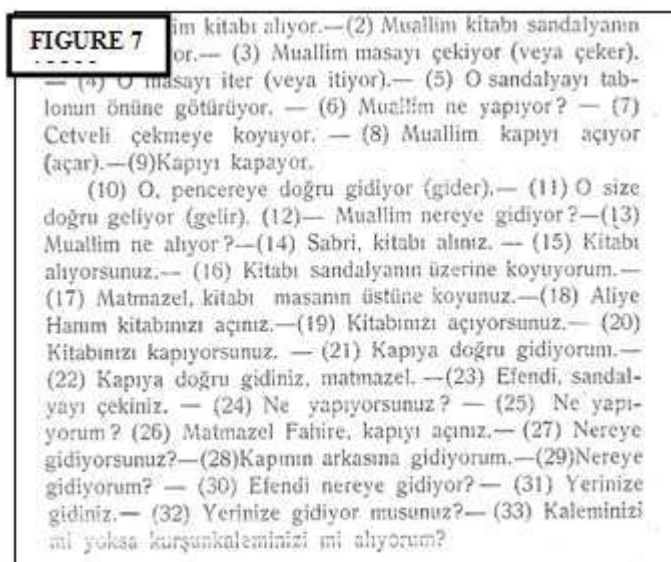 FIGURE 7
im kitabı alıyor.—(2) Muallim kitabı sandalyanın
or.— (3) Muallim masayı çekiyor (veya çeker).
— (4) O masayı iter (veya itiyor).— (5) O sandalyayı tab-
lonun önüne götürüyor. — (6) Muallim ne yapıyor? — (7)
Cetveli çekmeye koyuyor. — (8) Muallim kapıyı açıyor
(açar).—(9)Kapıyı kapayor.
(10) O, pencereye doğru gidiyor (gider).— (11) O size
doğru geliyor (gelir). (12)— Muallim nereye gidiyor?—(13)
Muallim ne alıyor?—(14) Sabri, kitabı alınız. — (15) Kitabı
alıyorsunuz.— (16) Kitabı sandalyanın üzerine koyuyorum.—
(17) Matmazel, kitabı masanın üstüne koyunuz.—(18) Aliye
Hanım kitabınızı açınız.—(19) Kitabınızı açıyorsunuz.— (20)
Kitabınızı kapıyorsunuz. — (21) Kapıya doğru gidiyorum.—
(22) Kapıya doğru gidiniz, matmazel. —(23) Efendi, sandal-
yayı çekiniz. — (24) Ne yapıyorsunuz? — (25) Ne yapı-
yorum? (26) Matmazel Fahire, kapıyı açınız.— (27) Nereye
gidiyorsunuz?—(28)Kapının arkasına gidiyorum.—(29)Nereye
gidiyorum? — (30) Efendi nereye gidiyor? — (31) Yerinize
gidiniz.— (32) Yerinize gidiyor musunuz?— (33) Kaleminizi
mi yoksa kurşunkaleminizi mi alıyorum?